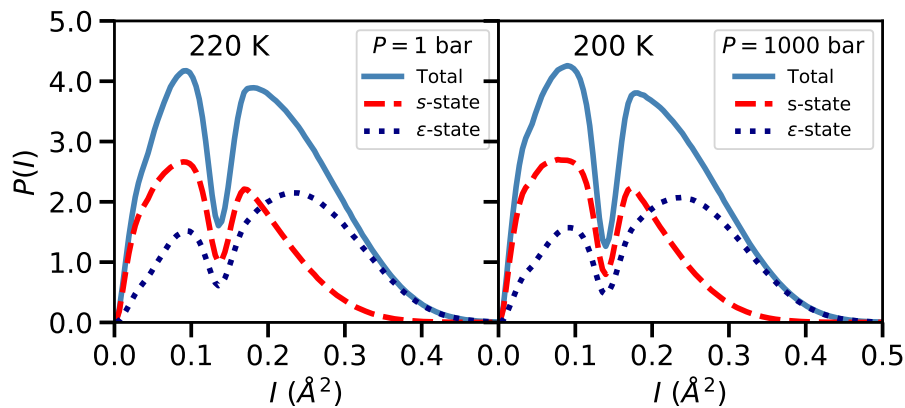 5.0
4.0
3.0
2.0
1.0
0.0
P(I)
220 K
P = 1 bar
Total
s-state
ε-state
0.0 0.1 0.2 0.3 0.4
I (Å²)
200 K
P = 1000 bar
Total
s-state
ε-state
0.0 0.1 0.2 0.3 0.4 0.5
I (Å²)